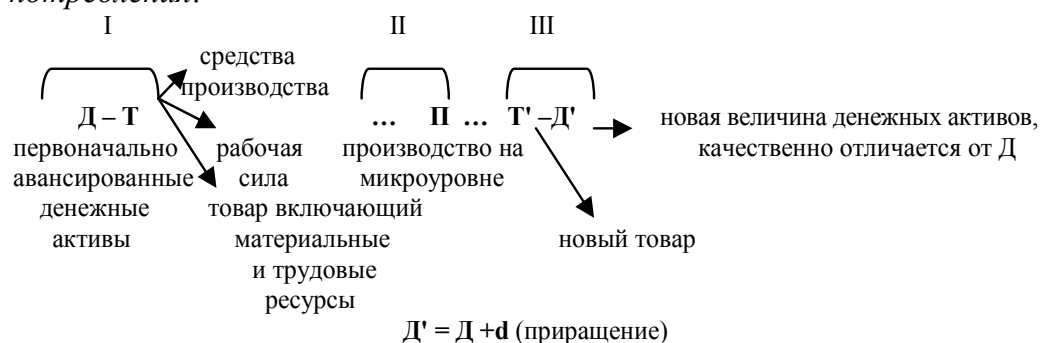 I II III
средства
производства
Д – Т … П … Т' –Д' новая величина денежных активов,
первоначально рабочая производство на качественно отличается от Д
авансированные сила микроуровне
денежные товар включающий
активы материальные новый товар
и трудовые
ресурсы
Д' = Д +d (приращение)